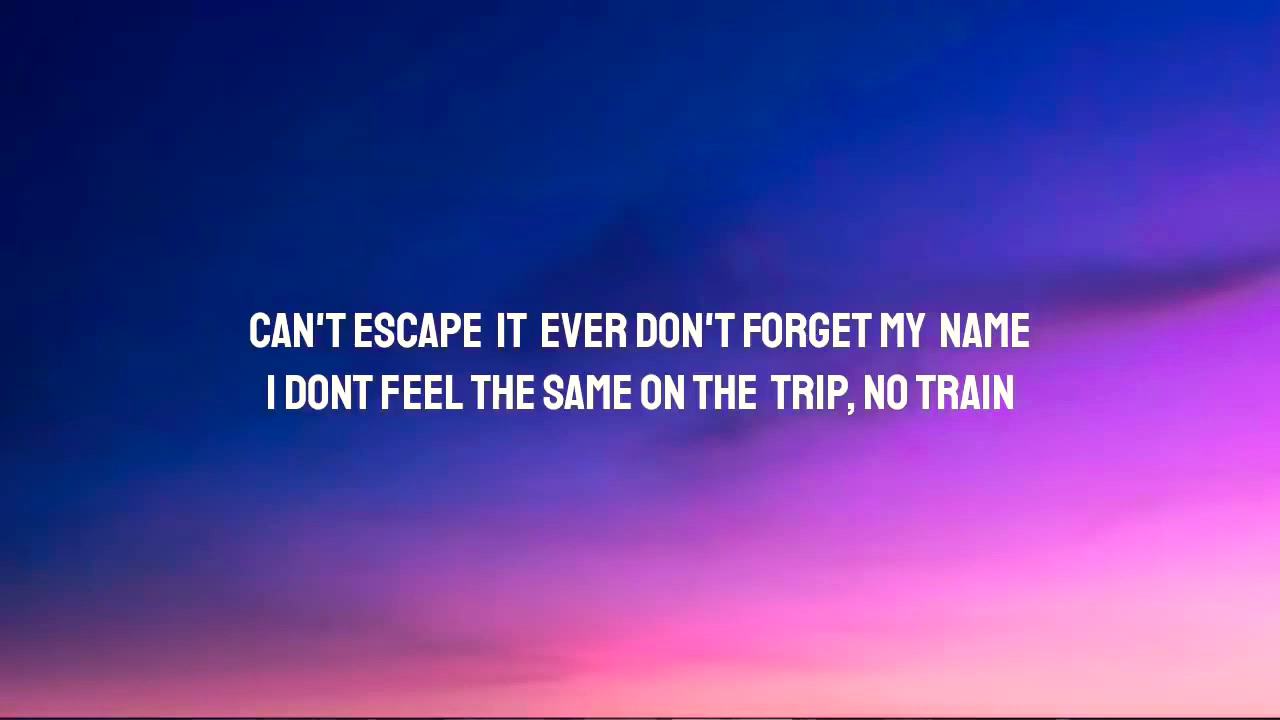 CAN'T ESCAPE IT EVER DON'T FORGET MY NAME
I DONT FEEL THE SAME ON THE TRIP, NO TRAIN